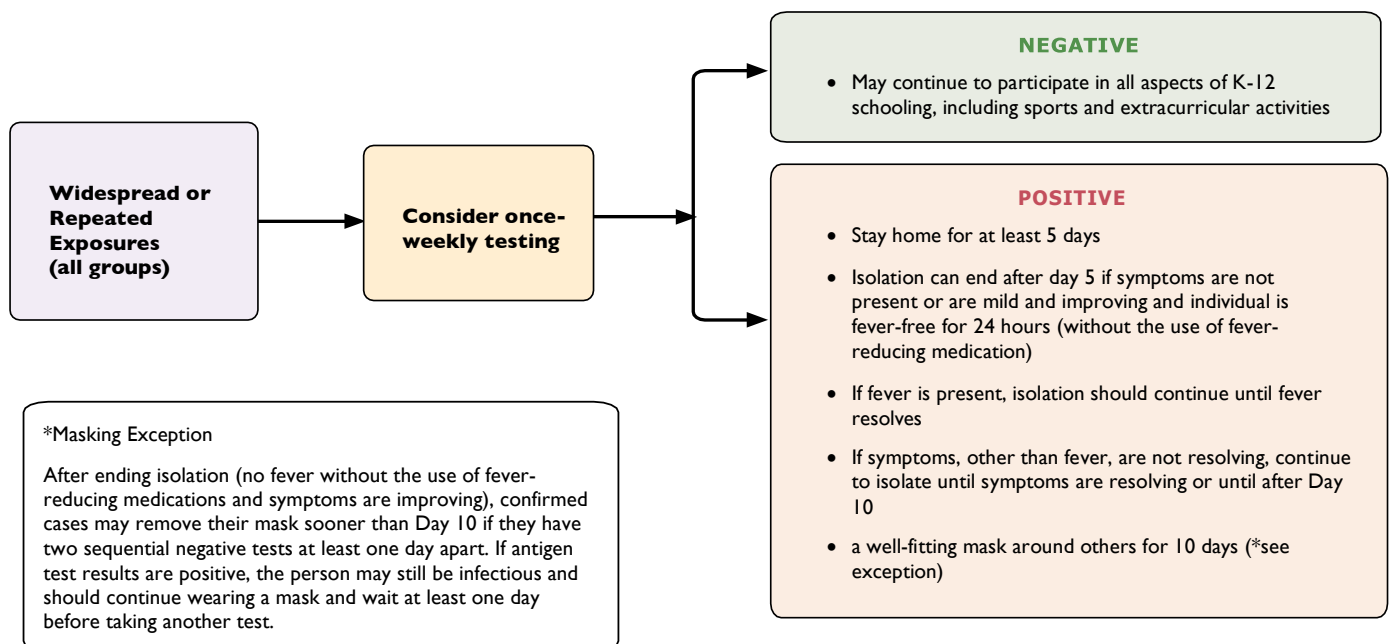 Widespread or
Repeated
Exposures
(all groups)
Consider once-
weekly testing
NEGATIVE
• May continue to participate in all aspects of K-12
schooling, including sports and extracurricular activities
POSITIVE
• Stay home for at least 5 days
• Isolation can end after day 5 if symptoms are not
present or are mild and improving and individual is
fever-free for 24 hours (without the use of fever-
reducing medication)
• If fever is present, isolation should continue until fever
resolves
• If symptoms, other than fever, are not resolving, continue
to isolate until symptoms are resolving or until after Day
10
• a well-fitting mask around others for 10 days (*see
exception)
*Masking Exception
After ending isolation (no fever without the use of fever-
reducing medications and symptoms are improving), confirmed
cases may remove their mask sooner than Day 10 if they have
two sequential negative tests at least one day apart. If antigen
test results are positive, the person may still be infectious and
should continue wearing a mask and wait at least one day
before taking another test.